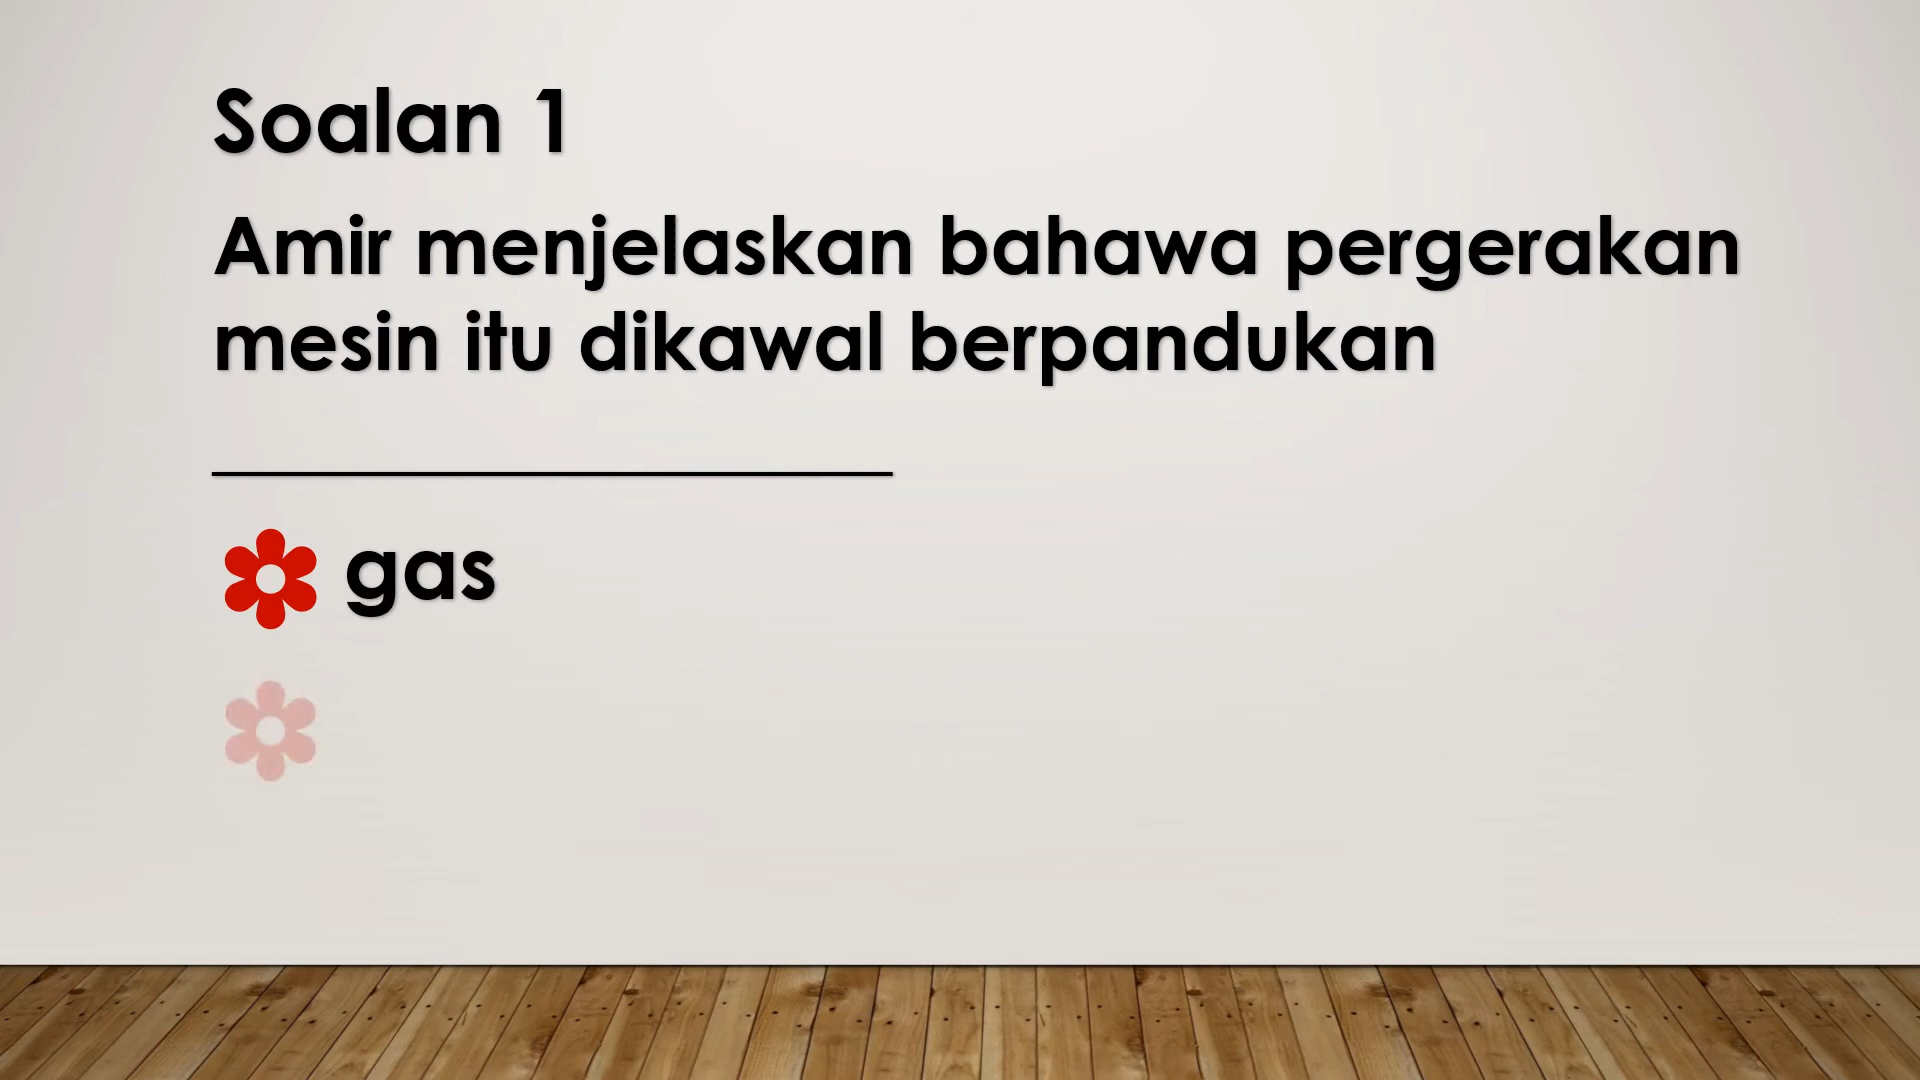 Soalan 1
Amir menjelaskan bahawa pergerakan
mesin itu dikawal berpandukan
gas